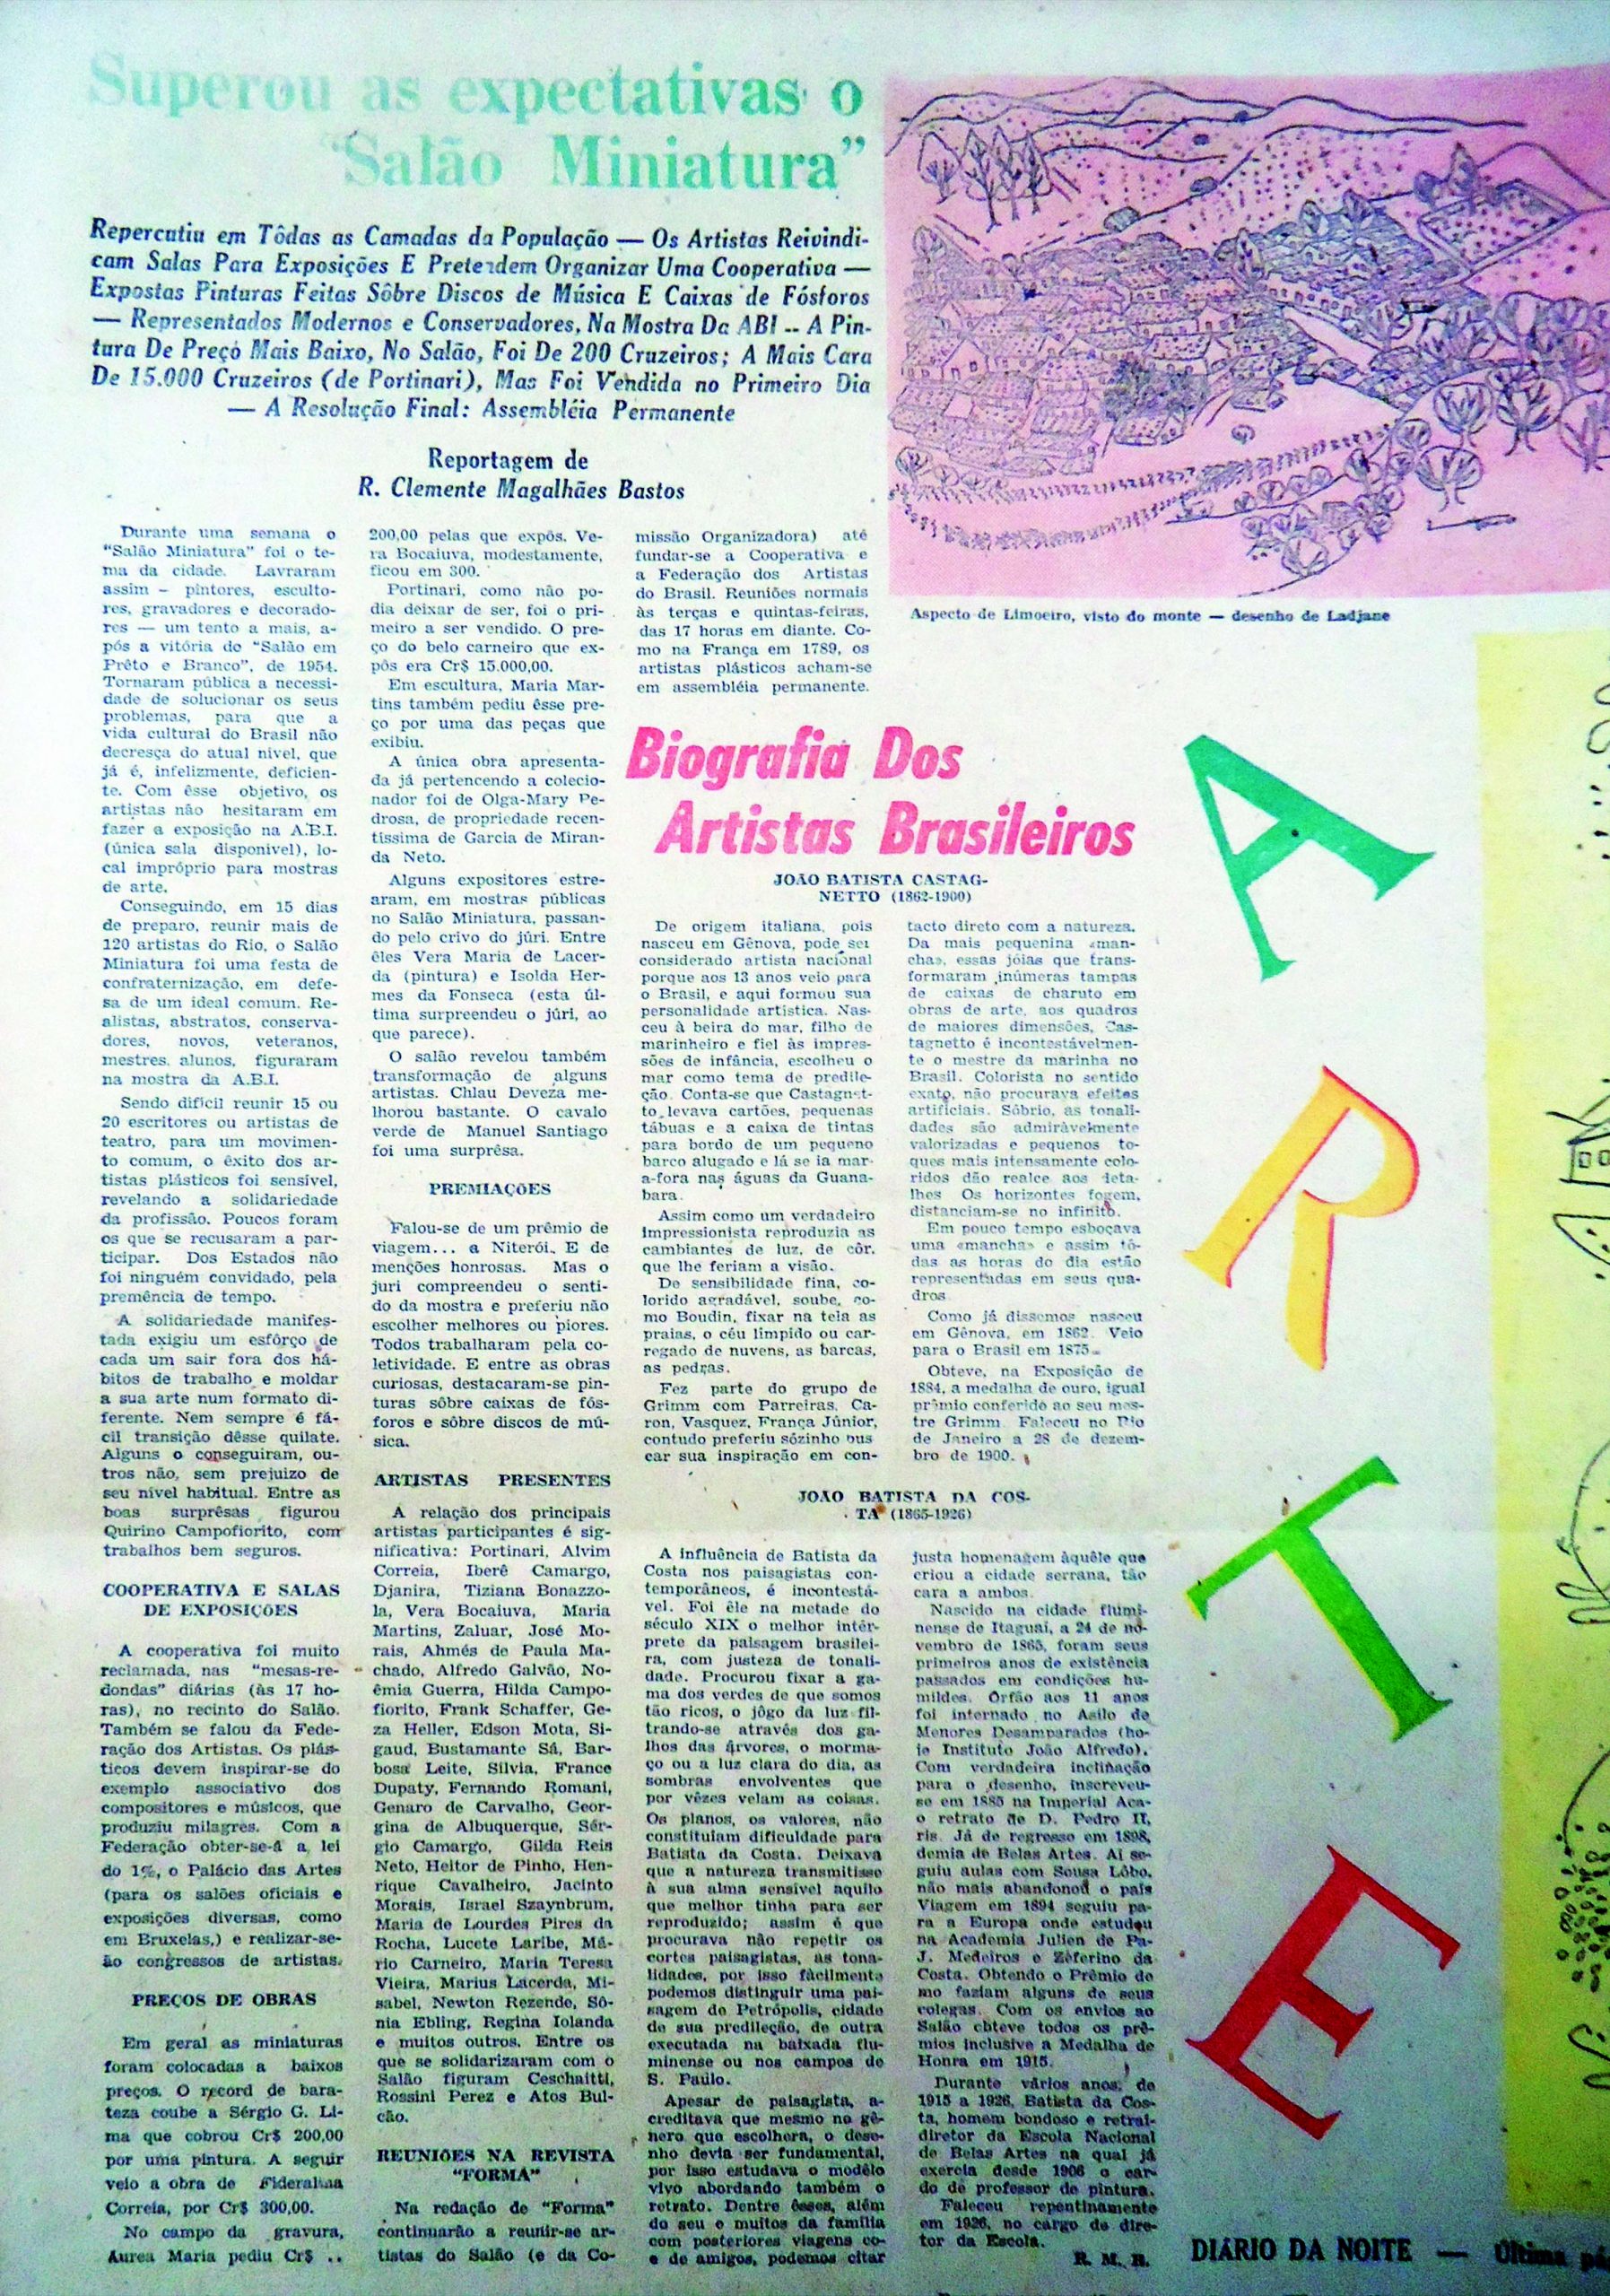 Superou as expectativas o
“Salão Miniatura”
Repercutiu em Tôdas as Camadas da População — Os Artistas Reivindi-
cam Salas Para Exposições E Pretendem Organizar Uma Cooperativa —
Expostas Pinturas Feitas Sôbre Discos de Música E Caixas de Fósforos
— Representados Modernos e Conservadores, Na Mostra Da ABI -- A Pin-
tura De Preço Mais Baixo, No Salão, Foi De 200 Cruzeiros; A Mais Cara
De 15.000 Cruzeiros (de Portinari), Mas Foi Vendida no Primeiro Dia
— A Resolução Final: Assembléia Permanente
Reportagem de
R. Clemente Magalhães Bastos
Durante uma semana o
“Salão Miniatura” foi o te-
ma da cidade. Lavraram
assim — pintores, esculto-
res, gravadores e decorado-
res — um tento a mais, a-
pós a vitória do “Salão em
Prêto e Branco”, de 1954.
Tornaram pública a necessi-
dade de solucionar os seus
problemas, para que a
vida cultural do Brasil não
decresça do atual nível, que
já é, infelizmente, deficien-
te. Com êsse objetivo, os
artistas não hesitaram em
fazer a exposição na A.B.I.
(única sala disponível), lo-
cal impróprio para mostras
de arte.
Conseguindo, em 15 dias
de preparo, reunir mais de
120 artistas do Rio, o Salão
Miniatura foi uma festa de
confraternização, em defe-
sa de um ideal comum. Re-
alistas, abstratos, conserva-
dores, novos, veteranos,
mestres, alunos, figuraram
na mostra da A.B.I.
Sendo difícil reunir 15 ou
20 escritores ou artistas de
teatro, para um movimen-
to comum, o êxito dos ar-
tistas plásticos foi sensível,
revelando a solidariedade
da profissão. Poucos foram
os que se recusaram a par-
ticipar. Dos Estados não
foi ninguém convidado, pela
premência de tempo.
A solidariedade manifes-
tada exigiu um esfôrço de
cada um sair fora dos há-
bitos de trabalho e moldar
a sua arte num formato di-
ferente. Nem sempre é fá-
cil transição dêsse quilate.
Alguns o conseguiram, ou-
tros não, sem prejuizo de
seu nível habitual. Entre as
boas surprêsas figurou
Quirino Campofiorito, com
trabalhos bem seguros.
COOPERATIVA E SALAS
DE EXPOSIÇÕES
A cooperativa foi muito
reclamada, nas “mesas-re-
dondas” diárias (às 17 ho-
ras), no recinto do Salão.
Também se falou da Fede-
ração dos Artistas. Os plás-
ticos devem inspirar-se do
exemplo associativo dos
compositores e músicos, que
produziu milagres. Com a
Federação obter-se-á a lei
do 1%, o Palácio das Artes
(para os salões oficiais e
exposições diversas, como
em Bruxelas,) e realizar-se-
ão congressos de artistas.
PREÇOS DE OBRAS
Em geral as miniaturas
foram colocadas a baixos
preços. O record de bara-
teza coube a Sérgio G. Li-
ma que cobrou Cr$ 200,00
por uma pintura. A seguir
veio a obra de Fideralina
Correia, por Cr$ 300,00.
No campo da gravura,
Aurea Maria pediu Cr$ ..
200,00 pelas que expôs. Ve-
ra Bocaiuva, modestamente,
ficou em 300.
Portinari, como não po-
dia deixar de ser, foi o pri-
meiro a ser vendido. O pre-
ço do belo carneiro que ex-
pôs era Cr$ 15.000,00.
Em escultura, Maria Mar-
tins também pediu êsse pre-
ço por uma das peças que
exibiu.
A única obra apresenta-
da já pertencendo a colecio-
nador foi de Olga-Mary Pe-
drosa, de propriedade recen-
tíssima de Garcia de Miran-
da Neto.
Alguns expositores estre-
aram, em mostras públicas
no Salão Miniatura, passan-
do pelo crivo do júri. Entre
êles Vera Maria de Lacer-
da (pintura) e Isolda Her-
mes da Fonseca (esta úl-
tima surpreendeu o júri, ao
que parece).
O salão revelou também
transformação de alguns
artistas. Chlau Deveza me-
lhorou bastante. O cavalo
verde de Manuel Santiago
foi uma surprêsa.
PREMIAÇÕES
Falou-se de um prêmio de
viagem... a Niterói. E de
menções honrosas. Mas o
juri compreendeu o senti-
do da mostra e preferiu não
escolher melhores ou piores.
Todos trabalharam pela co-
letividade. E entre as obras
curiosas, destacaram-se pin-
turas sôbre caixas de fós-
foros e sôbre discos de mú-
sica.
ARTISTAS PRESENTES
A relação dos principais
artistas participantes é sig-
nificativa: Portinari, Alvim
Correia, Iberê Camargo,
Djanira, Tiziana Bonazzo-
la, Vera Bocaiuva, Maria
Martins, Zaluar, José Mo-
rais, Ahmés de Paula Ma-
chado, Alfredo Galvão, No-
êmia Guerra, Hilda Campo-
fiorito, Frank Schaffer, Ge-
za Heller, Edson Mota, Si-
gaud, Bustamante Sá, Bar-
bosa Leite, Silvia, France
Dupaty, Fernando Romani,
Genaro de Carvalho, Geor-
gina de Albuquerque, Sér-
gio Camargo, Gilda Reis
Neto, Heitor de Pinho, Hen-
rique Cavalheiro, Jacinto
Morais, Israel Szaynbrum,
Maria de Lourdes Pires da
Rocha, Lucete Laribe, Má-
rio Carneiro, Maria Teresa
Vieira, Marius Lacerda, Mi-
sabel, Newton Rezende, Sô-
nia Ebling, Regina Iolanda
e muitos outros. Entre os
que se solidarizaram com o
Salão figuram Ceschaitti,
Rossini Perez e Atos Bul-
cão.
REUNIÕES NA REVISTA
“FORMA”
Na redação de “Forma”
continuarão a reunir-se ar-
tistas do Salão (e da Co-
missão Organizadora) até
fundar-se a Cooperativa e
a Federação dos Artistas
do Brasil. Reuniões normais
às terças e quintas-feiras,
das 17 horas em diante. Co-
mo na França em 1789, os
artistas plásticos acham-se
em assembléia permanente.
Aspecto de Limoeiro, visto do monte — desenho de Ladjane
Biografia Dos
Artistas Brasileiros
JOÃO BATISTA CASTAG-
NETTO (1862-1900)
De origem italiana, pois
nasceu em Gênova, pode sei
considerado artista nacional
porque aos 13 anos veio para
o Brasil, e aqui formou sua
personalidade artística. Nas-
ceu à beira do mar, filho de
marinheiro e fiel às impres-
sões de infância, escolheu o
mar como tema de predile-
ção. Conta-se que Castagnet-
to levava cartões, pequenas
tábuas e a caixa de tintas
para bordo de um pequeno
barco alugado e lá se ia mar-
a-fora nas águas da Guana-
bara.
Assim como um verdadeiro
impressionista reproduzia as
cambiantes de luz, de côr,
que lhe feriam a visão.
De sensibilidade fina, co-
lorido agradável, soube, co-
mo Boudin, fixar na tela as
praias, o céu límpido ou car-
regado de nuvens, as barcas,
as pedras.
Fez parte do grupo de
Grimm com Parreiras, Ca-
ron, Vasquez, França Júnior,
contudo preferiu sózinho bus
car sua inspiração em con-
tacto direto com a natureza.
Da mais pequenina «man-
cha», essas jóias que trans-
formaram inúmeras tampas
de caixas de charuto em
obras de arte, aos quadros
de maiores dimensões, Cas-
tagnetto é incontestàvelmen-
te o mestre da marinha no
Brasil. Colorista no sentido
exato, não procurava efeitos
artificiais. Sóbrio, as tonali-
dades são admiràvelmente
valorizadas e pequenos to-
ques mais intensamente colo-
ridos dão realce aos deta-
lhes Os horizontes fogem,
distanciam-se no infinito.
Em pouco tempo esboçava
uma «mancha» e assim tô-
das as horas do dia estão
representadas em seus qua-
dros
Como já dissemos nasceu
em Gênova, em 1862. Veio
para o Brasil em 1875.
Obteve, na Exposição de
1884, a medalha de ouro, igual
prêmio conferido ao seu mes-
tre Grimm. Faleceu no Rio
de Janeiro a 28 de dezem-
bro de 1900.
JOÃO BATISTA DA COS-
TA (1865-1926)
A influência de Batista da
Costa nos paisagistas con-
temporâneos, é incontestá-
vel. Foi êle na metade do
século XIX o melhor intér-
prete da paisagem brasilei-
ra, com justeza de tonali-
dade. Procurou fixar a ga-
ma dos verdes de que somos
tão ricos, o jôgo da luz fil-
trando-se através dos ga-
lhos das árvores, o morma-
ço ou a luz clara do dia, as
sombras envolventes que
por vêzes velam as coisas.
Os planos, os valores, não
constituiam dificuldade para
Batista da Costa. Deixava
que a natureza transmitisse
à sua alma sensível aquilo
que melhor tinha para ser
reproduzido; assim é que
procurava não repetir os
cortes paisagistas, as tona-
lidades, por isso fàcilmente
podemos distinguir uma pai-
sagem de Petrópolis, cidade
de sua predileção, de outra
executada na baixada flu-
minense ou nos campos de
S. Paulo.
Apesar de paisagista, a-
creditava que mesmo no gê-
nero que escolhera, o dese-
nho devia ser fundamental,
por isso estudava o modêlo
vivo abordando também o
retrato. Dentre êsses, além
do seu e muitos da família
com posteriores viagens co-
e de amigos, podemos citar
justa homenagem àquêle que
criou a cidade serrana, tão
cara a ambos.
Nascido na cidade flumi-
nense de Itaguaí, a 24 de no-
vembro de 1865, foram seus
primeiros anos de existência
passados em condições hu-
mildes. Orfão aos 11 anos
foi internado no Asilo de
Menores Desamparados (ho-
je Instituto João Alfredo).
Com verdadeira inclinação
para o desenho, inscreveu-
se em 1885 na Imperial Aca-
o retrato de D. Pedro II,
ris. Já de regresso em 1898,
demia de Belas Artes. Aí se-
guiu aulas com Sousa Lôbo,
não mais abandonou o país
Viagem em 1894 seguiu pa-
ra a Europa onde estudou
na Academia Julien de Pa-
J. Medeiros e Zeferino da
Costa. Obtendo o Prêmio de
mo faziam alguns de seus
colegas. Com os envios ao
Salão obteve todos os prê-
mios inclusive a Medalha de
Honra em 1915.
Durante vários anos, de
1915 a 1926, Batista da Cos-
ta, homem bondoso e retrai-
diretor da Escola Nacional
de Belas Artes na qual já
exercia desde 1906 o car-
do de professor de pintura.
Faleceu repentinamente
em 1926, no cargo de dire-
tor da Escola.
R. M. B.
A
R
T
E
DIÁRIO DA NOITE — Última